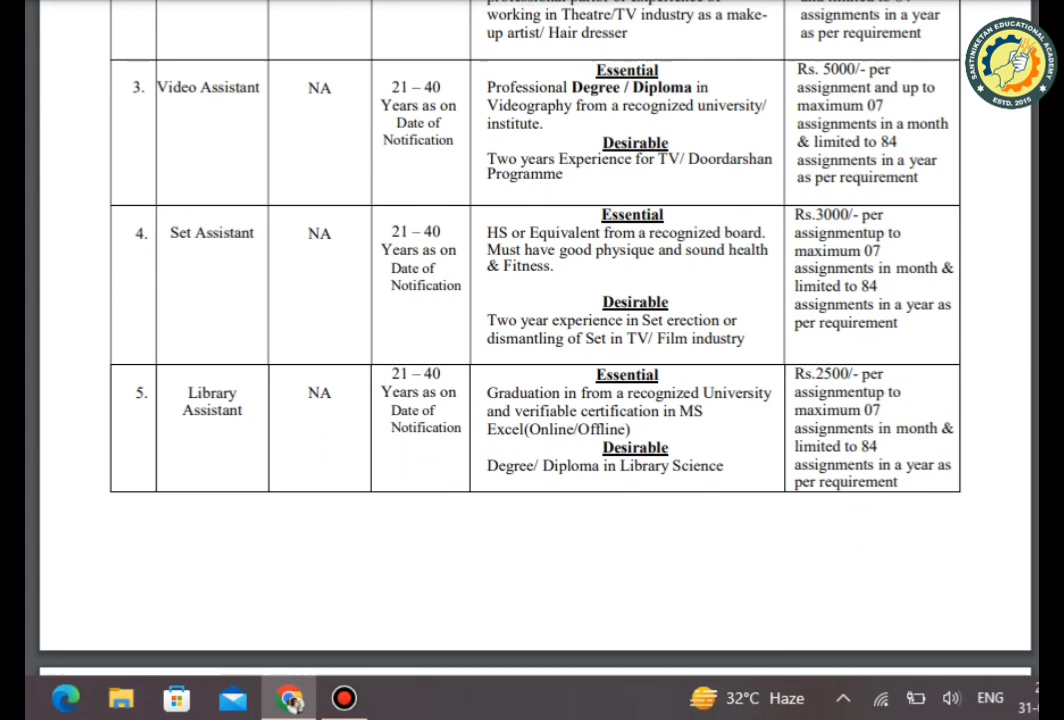 working in Theatre/TV industry as a make-
up artist/ Hair dresser
assignments in a year
as per requirement
SANTINIKETAN EDUCATIONAL ACADEMY
ESTD. 2015
3.
Video Assistant
NA
21 – 40
Years as on
Date of
Notification
Essential
Professional Degree / Diploma in
Videography from a recognized university/
institute.
Desirable
Two years Experience for TV/ Doordarshan
Programme
Rs. 5000/- per
assignment and up to
maximum 07
assignments in a month
& limited to 84
assignments in a year
as per requirement
4.
Set Assistant
NA
21 – 40
Years as on
Date of
Notification
Essential
HS or Equivalent from a recognized board.
Must have good physique and sound health
& Fitness.
Desirable
Two year experience in Set erection or
dismantling of Set in TV/ Film industry
Rs.3000/- per
assignmentup to
maximum 07
assignments in month &
limited to 84
assignments in a year as
per requirement
5.
Library
Assistant
NA
21 – 40
Years as on
Date of
Notification
Essential
Graduation in from a recognized University
and verifiable certification in MS
Excel(Online/Offline)
Desirable
Degree/ Diploma in Library Science
Rs.2500/- per
assignmentup to
maximum 07
assignments in month &
limited to 84
assignments in a year as
per requirement
32°C Haze
ENG